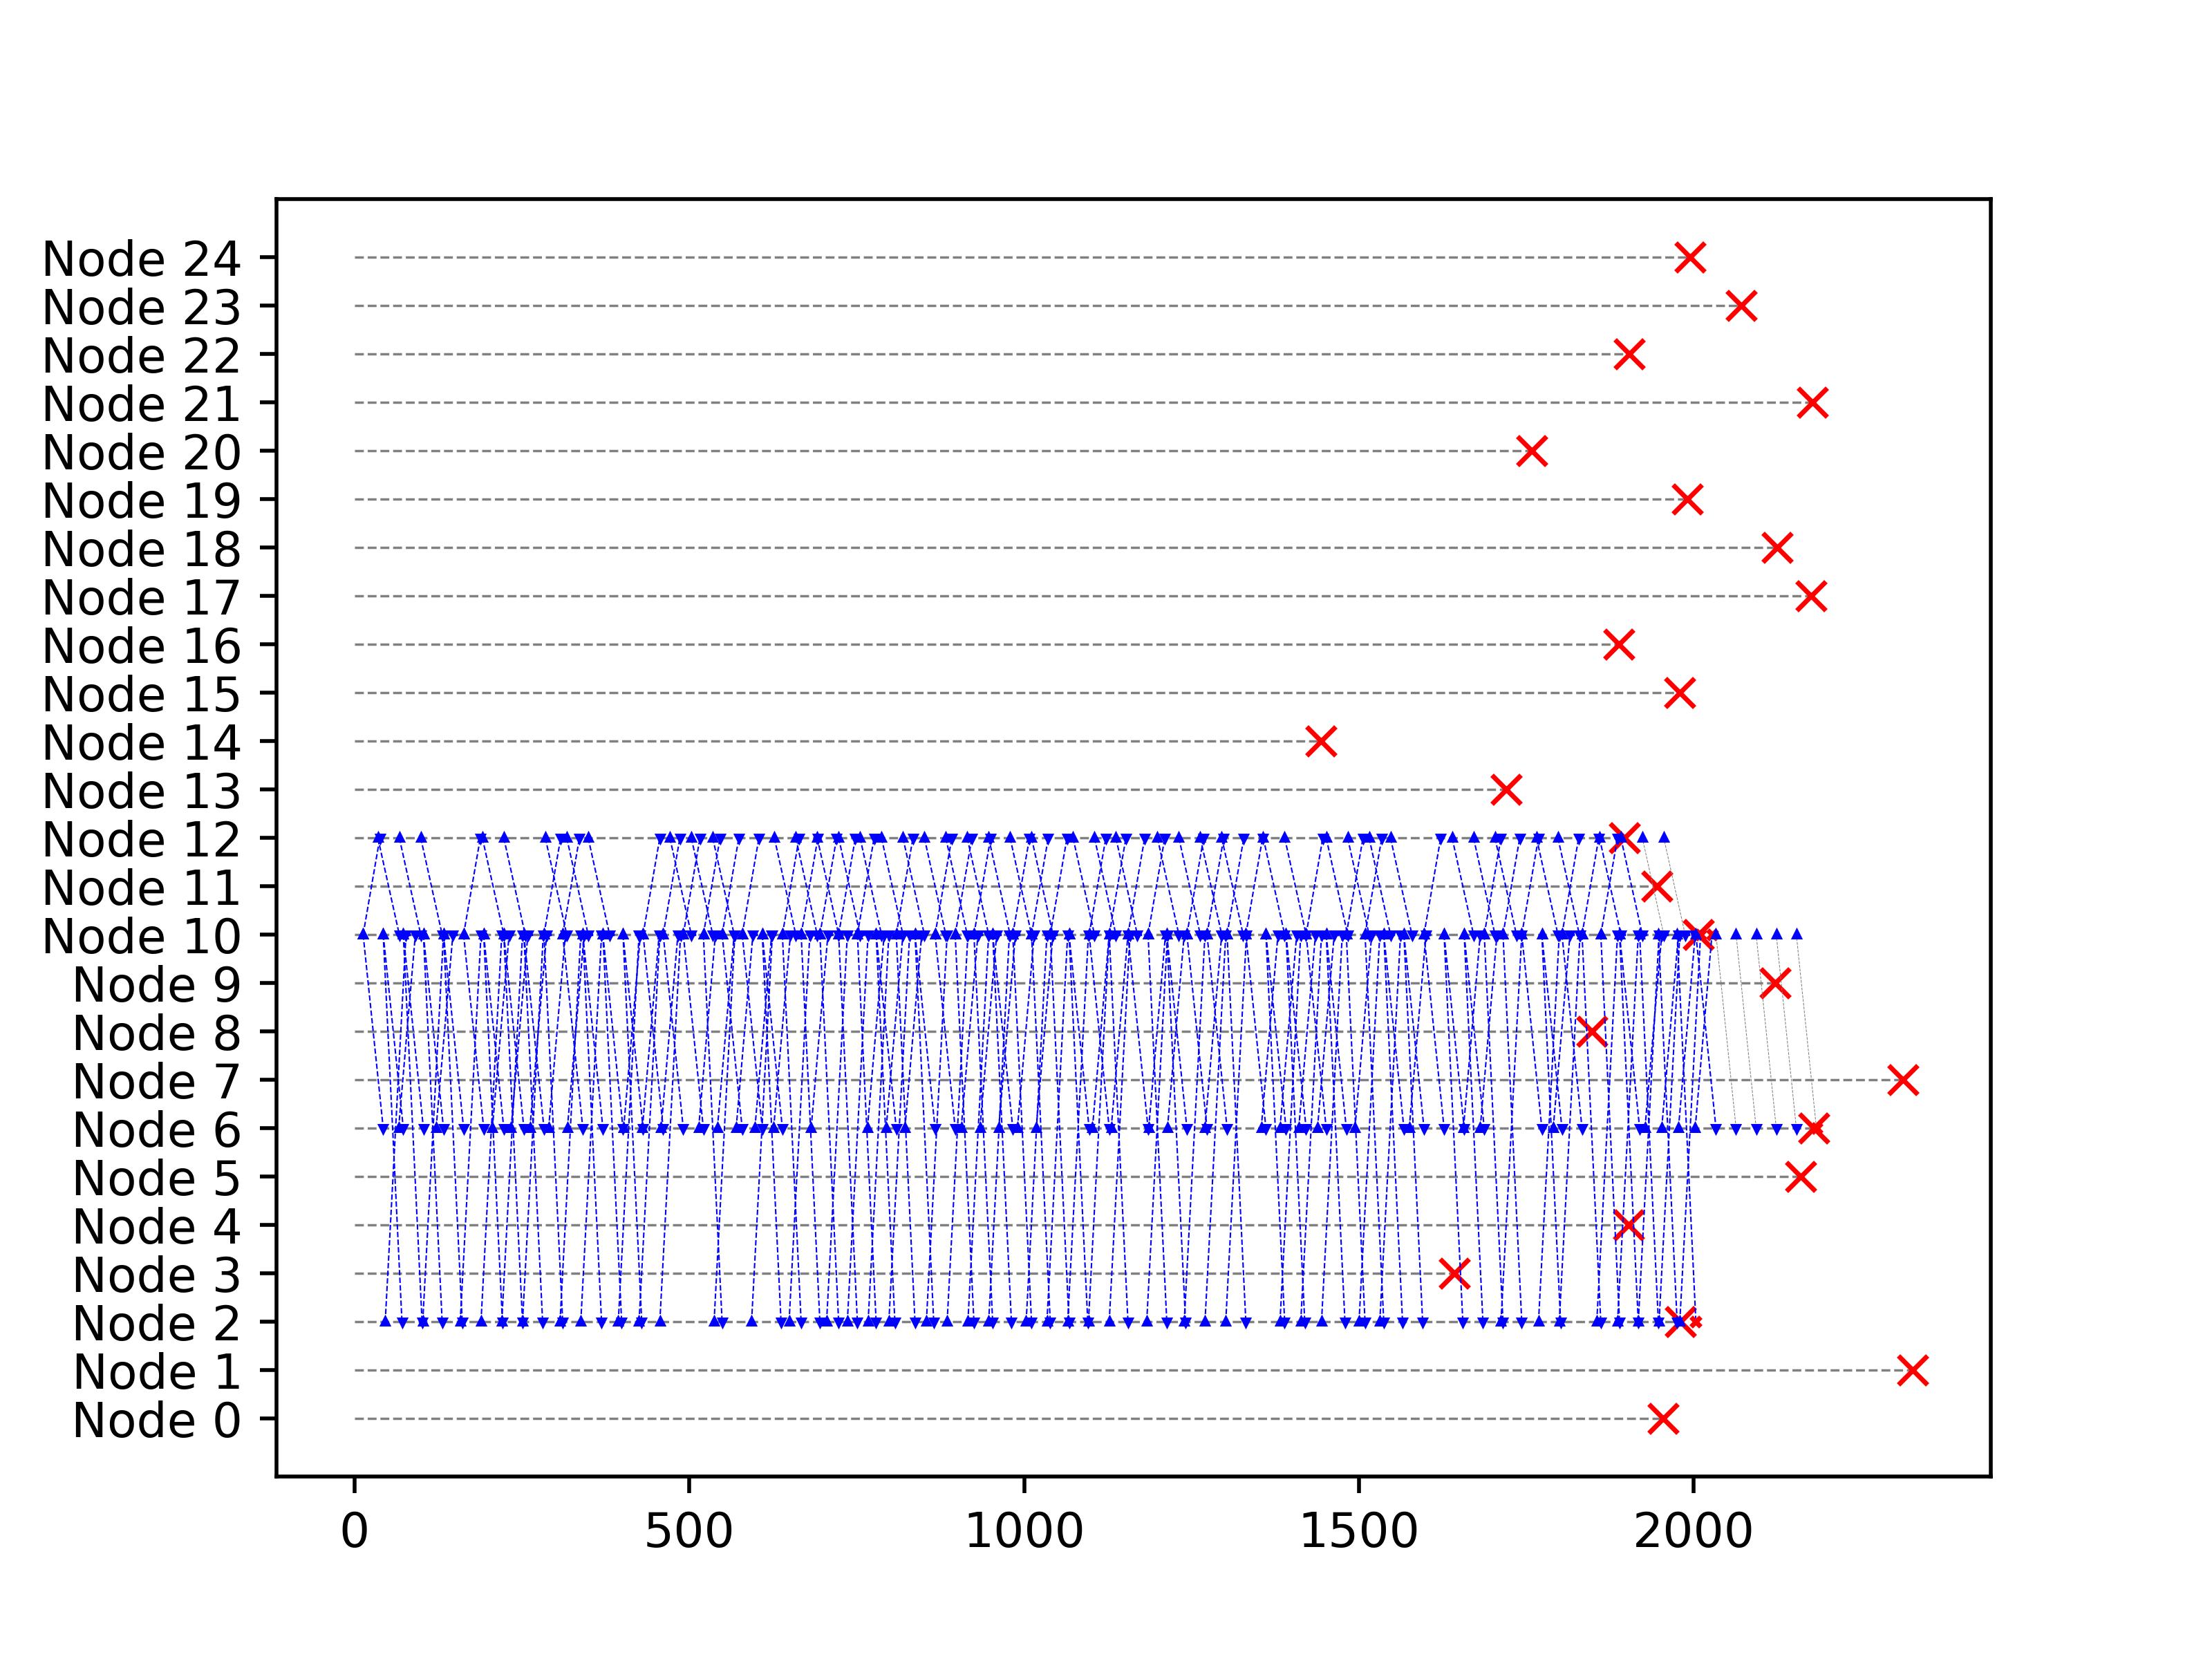 Node 24
Node 23
Node 22
Node 21
Node 20
Node 19
Node 18
Node 17
Node 16
Node 15
Node 14
Node 13
Node 12
Node 11
Node 10
Node 9
Node 8
Node 7
Node 6
Node 5
Node 4
Node 3
Node 2
Node 1
Node 0
0 500 1000 1500 2000